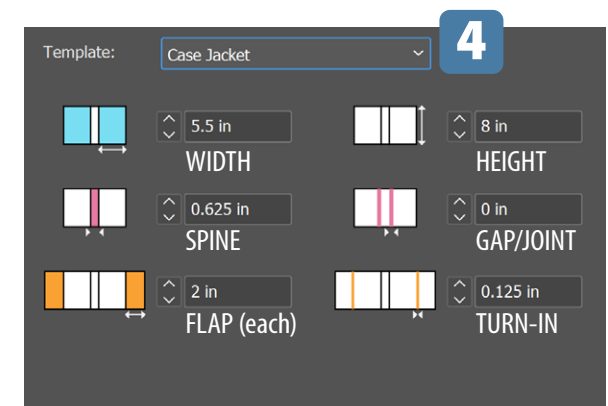 Template: Case Jacket 4
5.5 in 8 in
WIDTH HEIGHT
0.625 in 0 in
SPINE GAP/JOINT
2 in 0.125 in
FLAP (each) TURN-IN